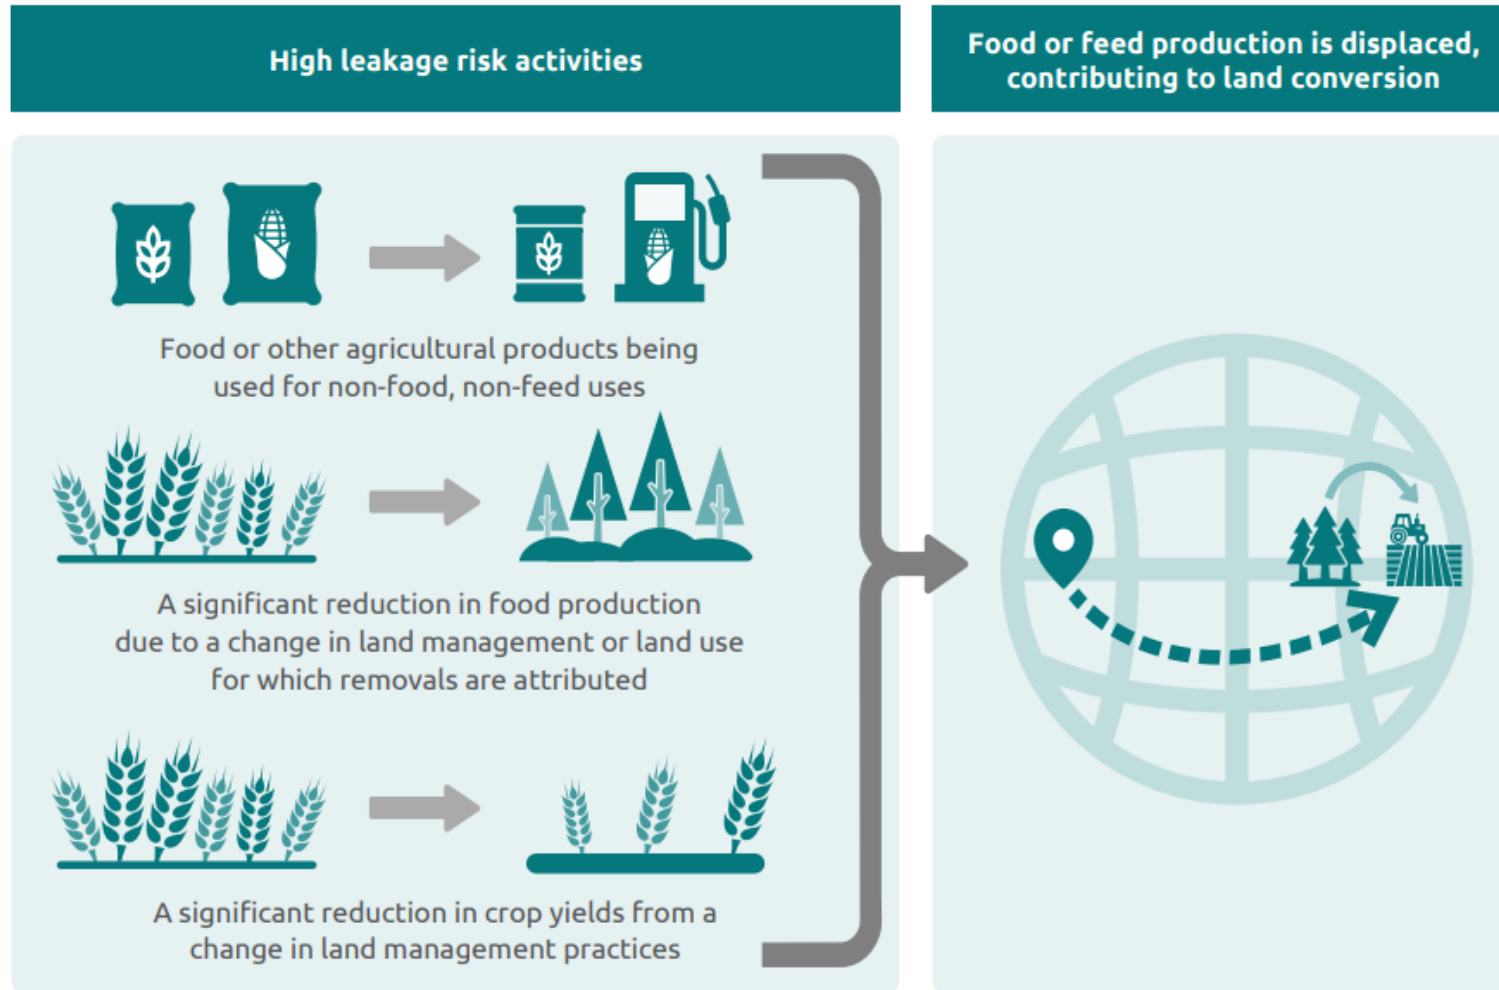 High leakage risk activities
Food or feed production is displaced,
contributing to land conversion
Food or other agricultural products being
used for non-food, non-feed uses
A significant reduction in food production
due to a change in land management or land use
for which removals are attributed
A significant reduction in crop yields from a
change in land management practices